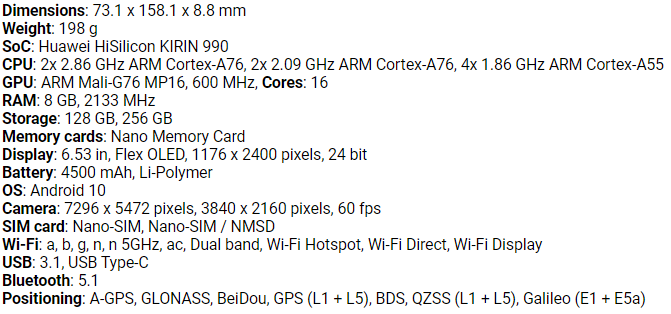 Dimensions: 73.1 x 158.1 x 8.8 mm
Weight: 198 g
SoC: Huawei HiSilicon KIRIN 990
CPU: 2x 2.86 GHz ARM Cortex-A76, 2x 2.09 GHz ARM Cortex-A76, 4x 1.86 GHz ARM Cortex-A55
GPU: ARM Mali-G76 MP16, 600 MHz, Cores: 16
RAM: 8 GB, 2133 MHz
Storage: 128 GB, 256 GB
Memory cards: Nano Memory Card
Display: 6.53 in, Flex OLED, 1176 x 2400 pixels, 24 bit
Battery: 4500 mAh, Li-Polymer
OS: Android 10
Camera: 7296 x 5472 pixels, 3840 x 2160 pixels, 60 fps
SIM card: Nano-SIM, Nano-SIM / NMSD
Wi-Fi: a, b, g, n, n 5GHz, ac, Dual band, Wi-Fi Hotspot, Wi-Fi Direct, Wi-Fi Display
USB: 3.1, USB Type-C
Bluetooth: 5.1
Positioning: A-GPS, GLONASS, BeiDou, GPS (L1 + L5), BDS, QZSS (L1 + L5), Galileo (E1 + E5a)